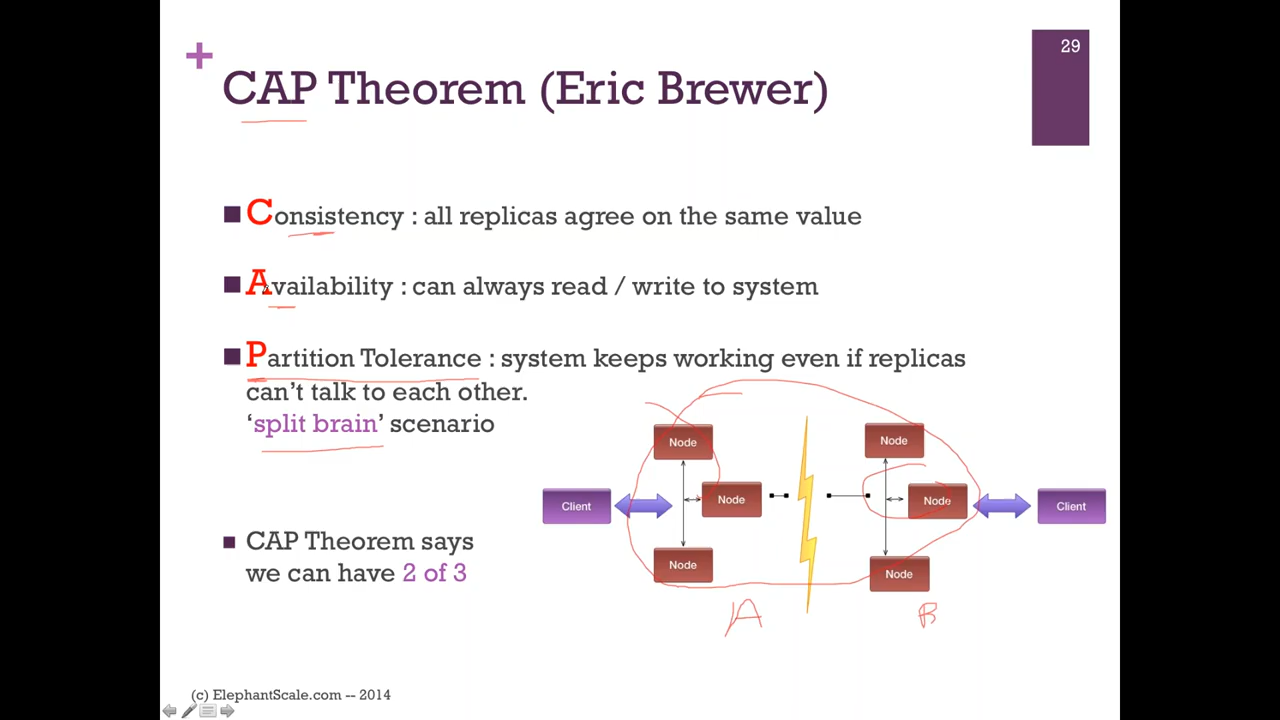 29
CAP Theorem (Eric Brewer)
Consistency : all replicas agree on the same value
Availability : can always read / write to system
Partition Tolerance : system keeps working even if replicas
can't talk to each other.
'split brain' scenario
Node
Node
Client
Node
Node
Node
Client
Node
Node
CAP Theorem says
we can have 2 of 3
A
B
(c) ElephantScale.com -- 2014